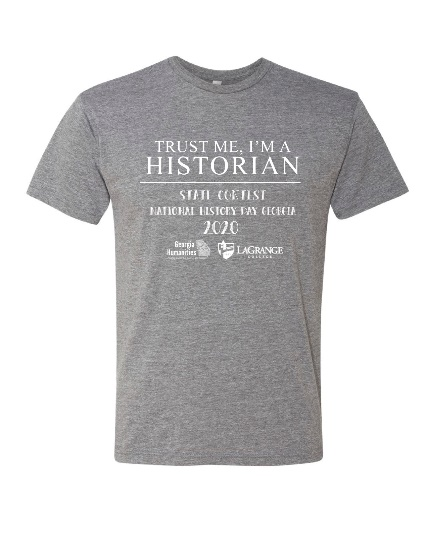 TRUST ME, I'M A
HISTORIAN
STATE CONTEST
NATIONAL HISTORY DAY GEORGIA
2020
Georgia
Humanities
LAGRANGE
COLLEGE